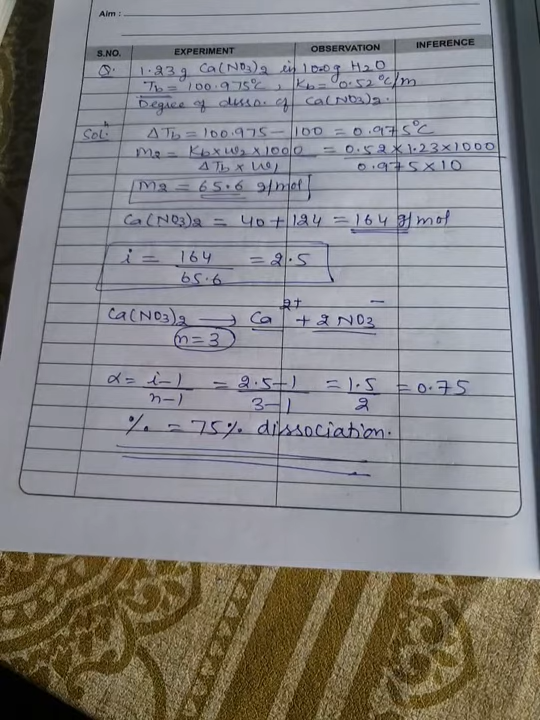 Aim :
S.NO. EXPERIMENT OBSERVATION INFERENCE
Q. 1.23g Ca(NO3)2 in 10.0g H2O
Tb = 100.975°C, Kb = 0.52°C/m
Degree of disso. of Ca(NO3)2.
Sol. ΔTb = 100.975 - 100 = 0.975°C
M2 = Kb × W2 × 1000 / ΔTb × W1 = 0.52 × 1.23 × 1000 / 0.975 × 10
M2 = 65.6 g/mol
Ca(NO3)2 = 40 + 124 = 164 g/mol
i = 164 / 65.6 = 2.5
Ca(NO3)2 → Ca2+ + 2 NO3-
n = 3
α = i-1 / n-1 = 2.5-1 / 3-1 = 1.5 / 2 = 0.75
% = 75% dissociation.